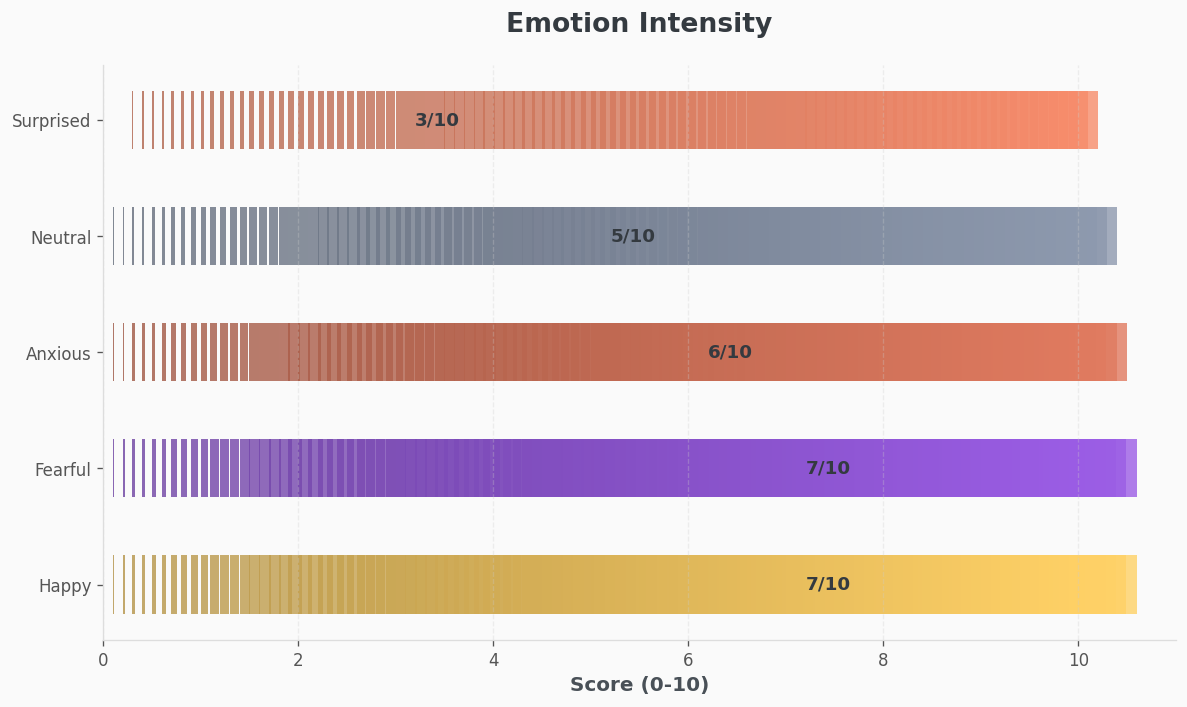 Emotion Intensity
Surprised
3/10
Neutral
5/10
Anxious
6/10
Fearful
7/10
Happy
7/10
0 2 4 6 8 10
Score (0-10)